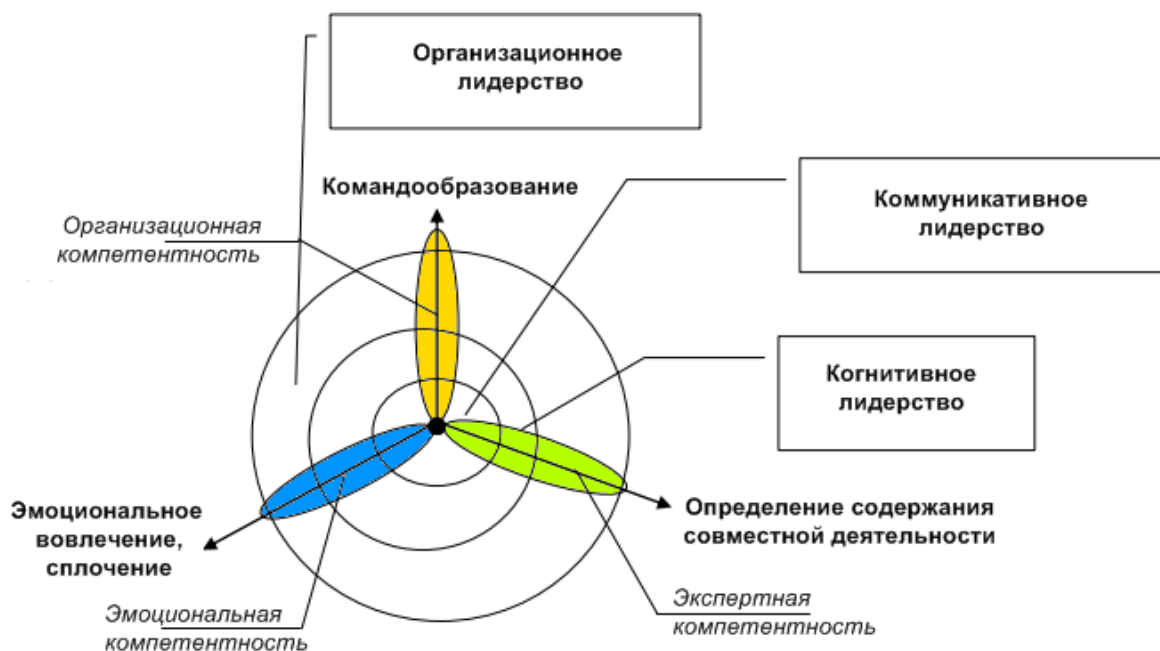 Организационное
лидерство
Командообразование
Коммуникативное
лидерство
Организационная
компетентность
Когнитивное
лидерство
Эмоциональное
вовлечение,
сплочение
Определение содержания
совместной деятельности
Эмоциональная
компетентность
Экспертная
компетентность